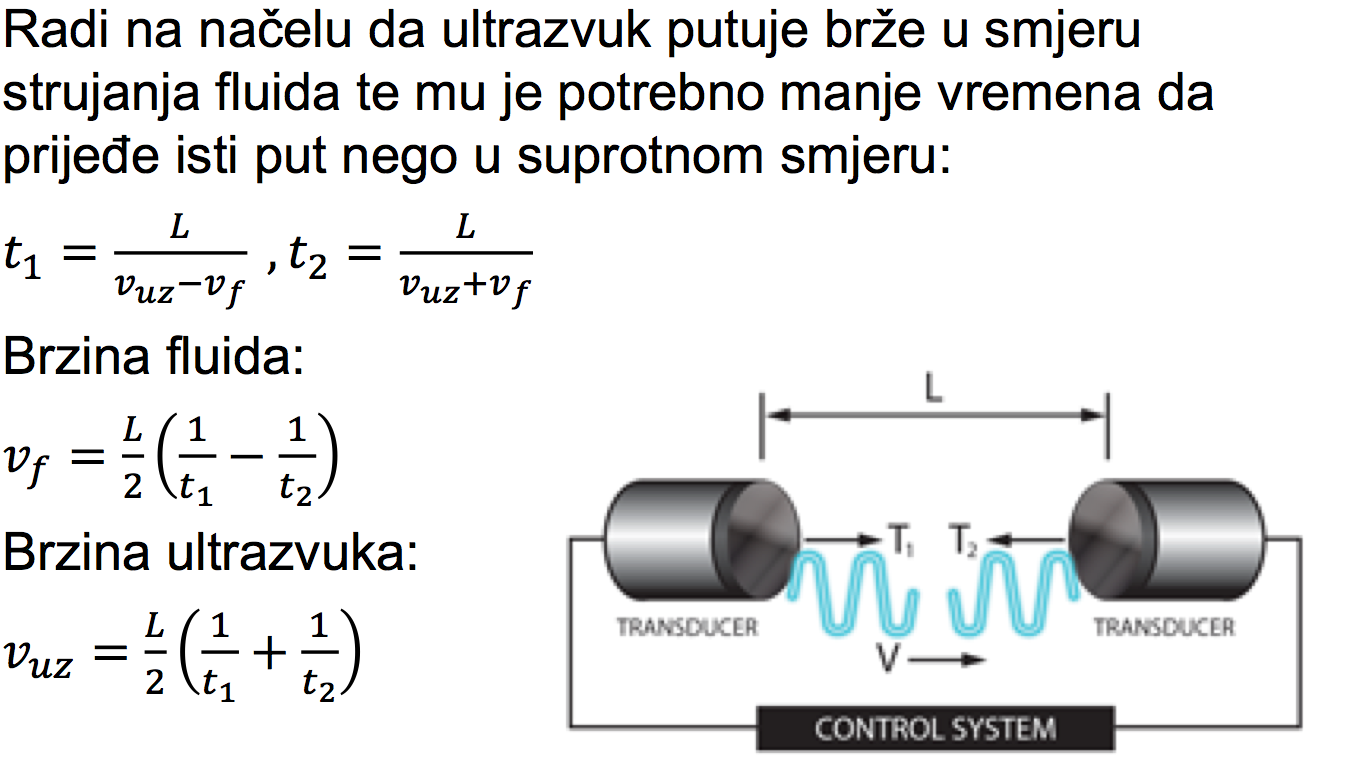 Radi na načelu da ultrazvuk putuje brže u smjeru
strujanja fluida te mu je potrebno manje vremena da
prijeđe isti put nego u suprotnom smjeru:
t₁ = L/(v_uz−v_f) , t₂ = L/(v_uz+v_f)
Brzina fluida:
v_f = L/2 (1/t₁ − 1/t₂)
Brzina ultrazvuka:
v_uz = L/2 (1/t₁ + 1/t₂)
L
T₁ T₂
TRANSDUCER TRANSDUCER
V
CONTROL SYSTEM